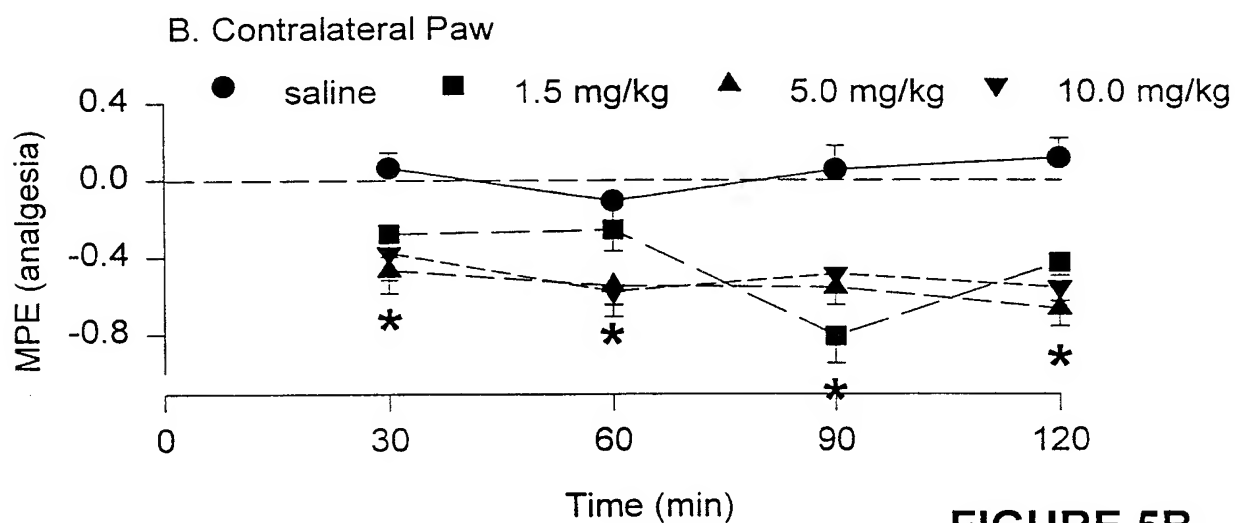 B. Contralateral Paw
● saline ■ 1.5 mg/kg ▲ 5.0 mg/kg ▼ 10.0 mg/kg
0.4
0.0
-0.4
-0.8
MPE (analgesia)
* * * *
0 30 60 90 120
Time (min)
FIGURE 5B